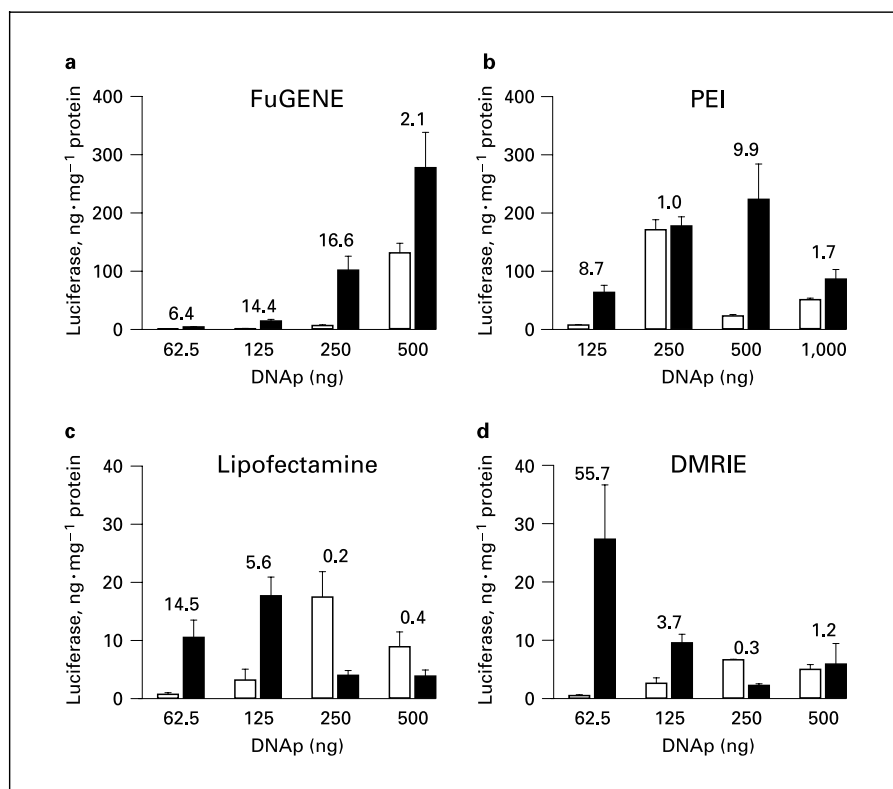 a
FuGENE
Luciferase, ng·mg⁻¹ protein
400
300
200
100
0
6.4
14.4
16.6
2.1
62.5 125 250 500
DNAp (ng)
b
PEI
Luciferase, ng·mg⁻¹ protein
400
300
200
100
0
8.7
1.0
9.9
1.7
125 250 500 1,000
DNAp (ng)
c
Lipofectamine
Luciferase, ng·mg⁻¹ protein
40
30
20
10
0
14.5
5.6
0.2
0.4
62.5 125 250 500
DNAp (ng)
d
DMRIE
Luciferase, ng·mg⁻¹ protein
40
30
20
10
0
55.7
3.7
0.3
1.2
62.5 125 250 500
DNAp (ng)